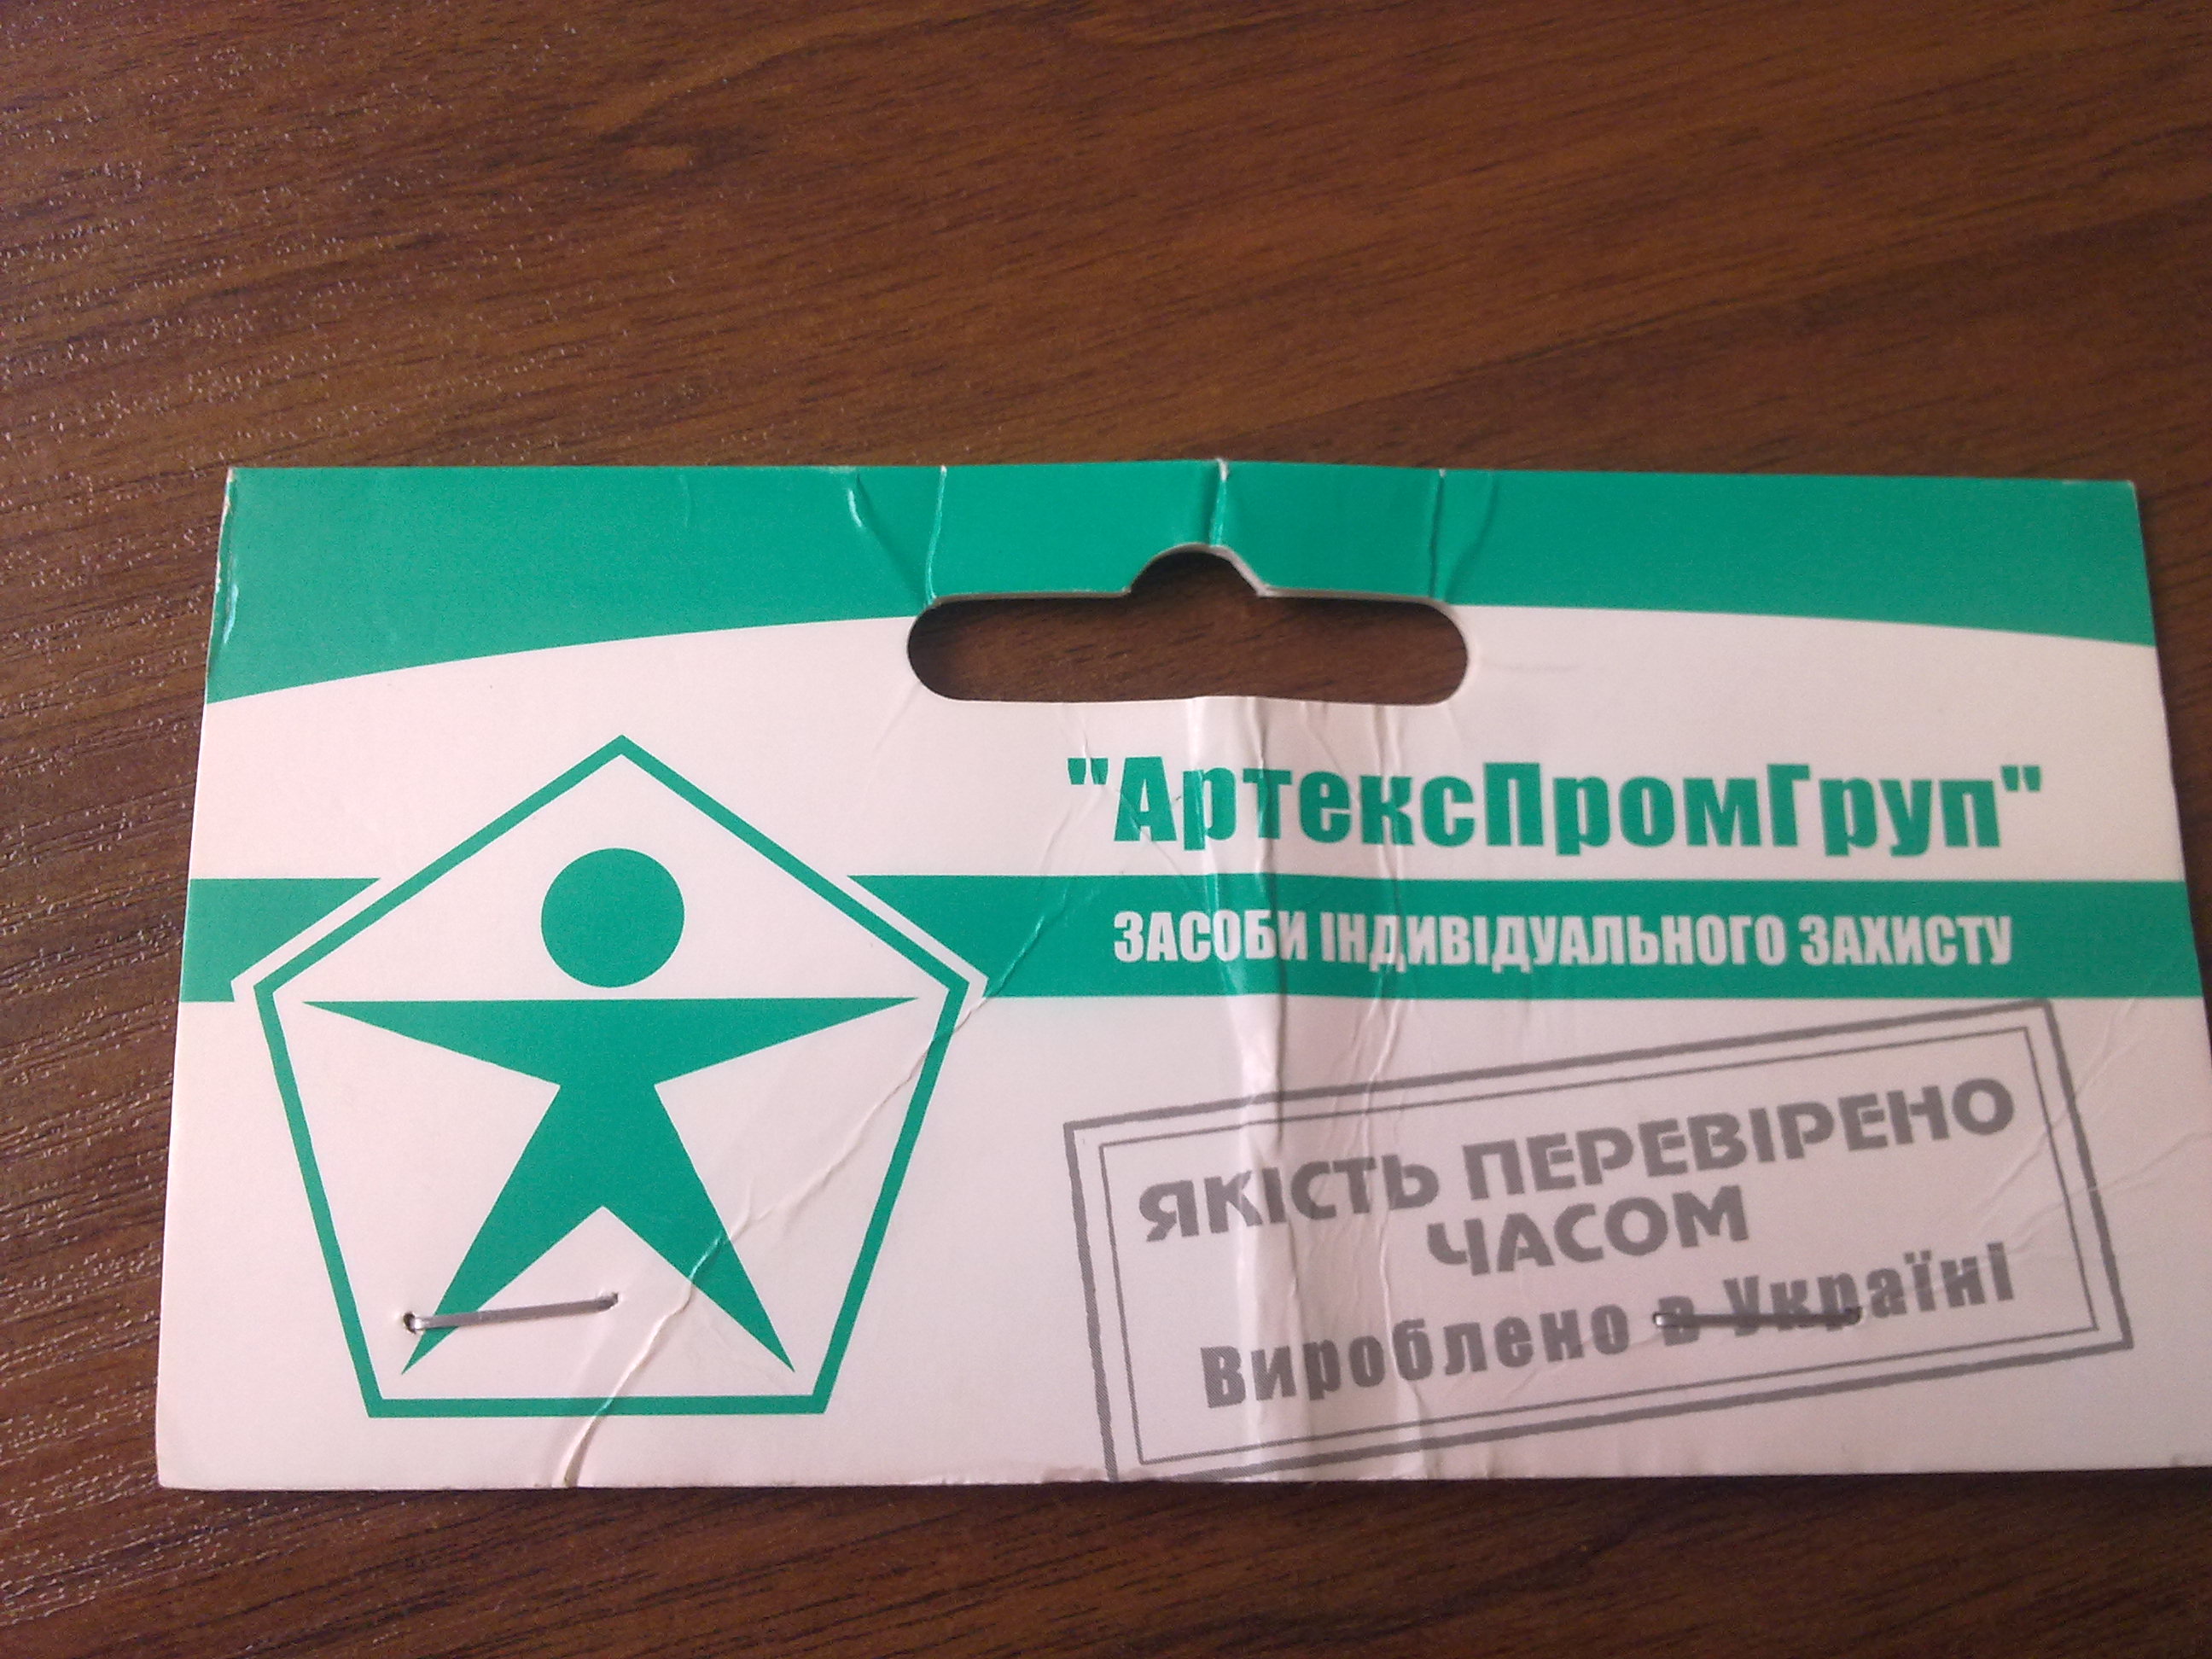 "АртексПромГруп"
ЗАСОБИ ІНДИВІДУАЛЬНОГО ЗАХИСТУ
ЯКІСТЬ ПЕРЕВІРЕНО
ЧАСОМ
Вироблено в Україні